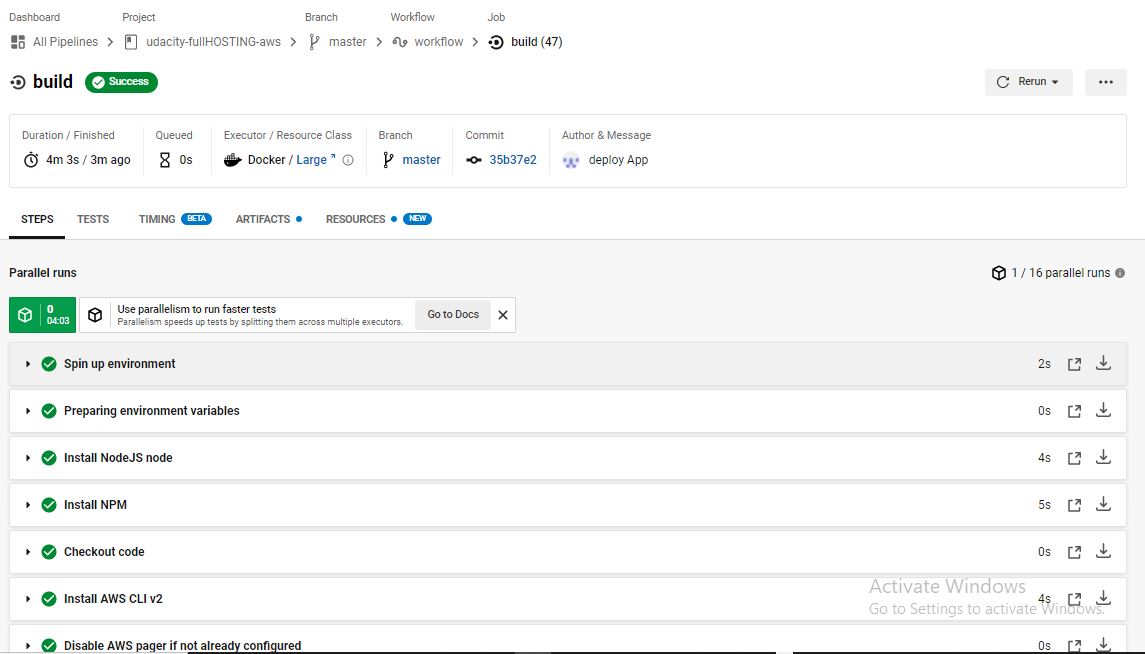 Dashboard Project Branch Workflow Job
All Pipelines udacity-fullHOSTING-aws master workflow build (47)
build Success Rerun
Duration / Finished Queued Executor / Resource Class Branch Commit Author & Message
4m 3s / 3m ago 0s Docker / Large master 35b37e2 deploy App
STEPS TESTS TIMING BETA ARTIFACTS RESOURCES NEW
Parallel runs 1 / 16 parallel runs
0
04:03
Use parallelism to run faster tests
Parallelism speeds up tests by splitting them across multiple executors.
Go to Docs
Spin up environment 2s
Preparing environment variables 0s
Install NodeJS node 4s
Install NPM 5s
Checkout code 0s
Activate Windows
Install AWS CLI v2 4s
Go to Settings to activate Windows.
Disable AWS pager if not already configured 0s